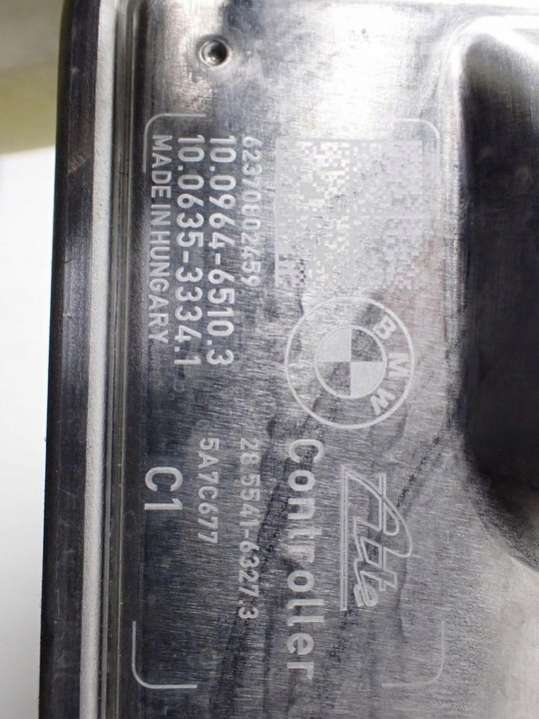 BMW
Ate
Controller
62370802459
28.5541-6327.3
10.0964-6510.3
5A7C677
10.0635-3334.1
C1
MADE IN HUNGARY